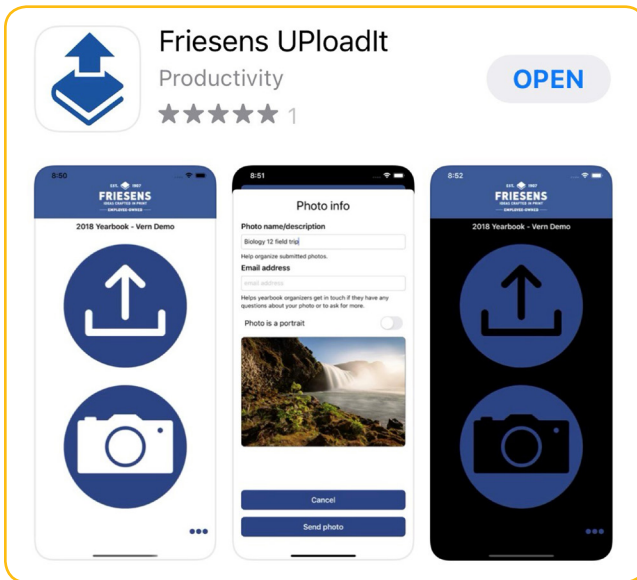 Friesens UPloadIt
Productivity
1
OPEN
8:50
EST. 1907
FRIESENS
IDEAS CRAFTED IN PRINT
EMPLOYEE-OWNED
2018 Yearbook - Vern Demo
8:51
Photo info
Photo name/description
Biology 12 field trip
Help organize submitted photos.
Email address
email address
Helps yearbook organizers get in touch if they have any
questions about your photo or to ask for more.
Photo is a portrait
Cancel
Send photo
8:52
EST. 1907
FRIESENS
IDEAS CRAFTED IN PRINT
EMPLOYEE-OWNED
2018 Yearbook - Vern Demo